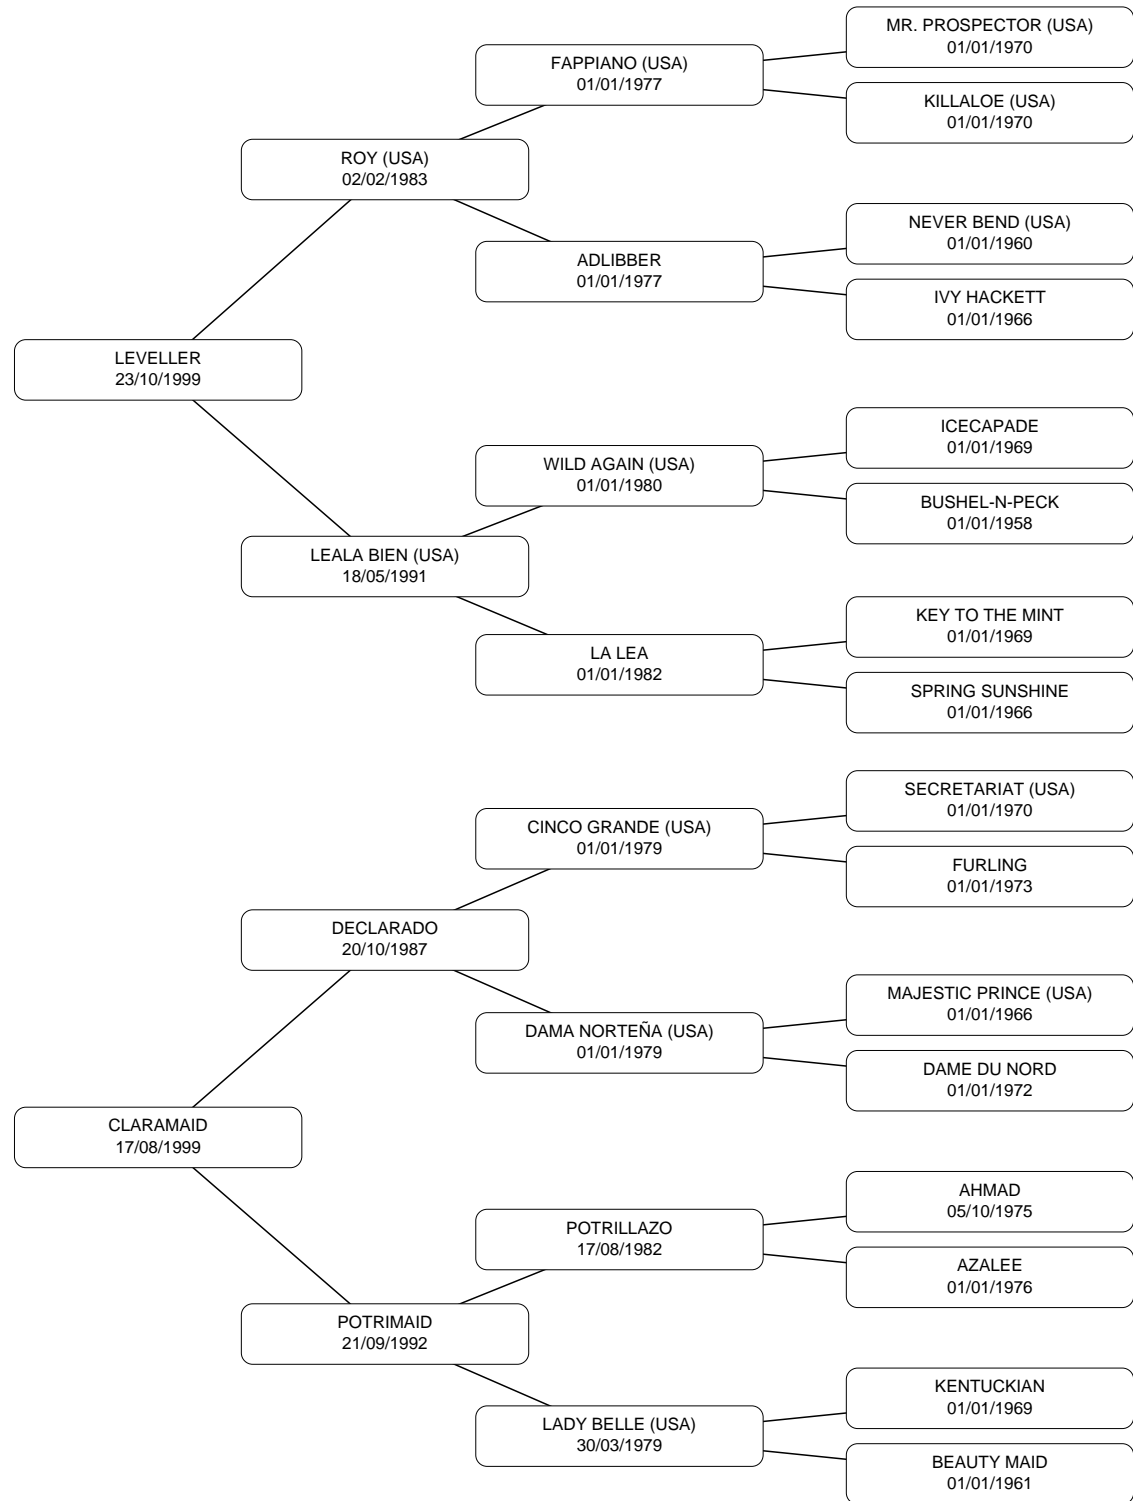 MR. PROSPECTOR (USA)
01/01/1970
FAPPIANO (USA)
01/01/1977
KILLALOE (USA)
01/01/1970
ROY (USA)
02/02/1983
NEVER BEND (USA)
01/01/1960
ADLIBBER
01/01/1977
IVY HACKETT
01/01/1966
LEVELLER
23/10/1999
ICECAPADE
01/01/1969
WILD AGAIN (USA)
01/01/1980
BUSHEL-N-PECK
01/01/1958
LEALA BIEN (USA)
18/05/1991
KEY TO THE MINT
01/01/1969
LA LEA
01/01/1982
SPRING SUNSHINE
01/01/1966
SECRETARIAT (USA)
01/01/1970
CINCO GRANDE (USA)
01/01/1979
FURLING
01/01/1973
DECLARADO
20/10/1987
MAJESTIC PRINCE (USA)
01/01/1966
DAMA NORTEÑA (USA)
01/01/1979
DAME DU NORD
01/01/1972
CLARAMAID
17/08/1999
AHMAD
05/10/1975
POTRILLAZO
17/08/1982
AZALEE
01/01/1976
POTRIMAID
21/09/1992
KENTUCKIAN
01/01/1969
LADY BELLE (USA)
30/03/1979
BEAUTY MAID
01/01/1961